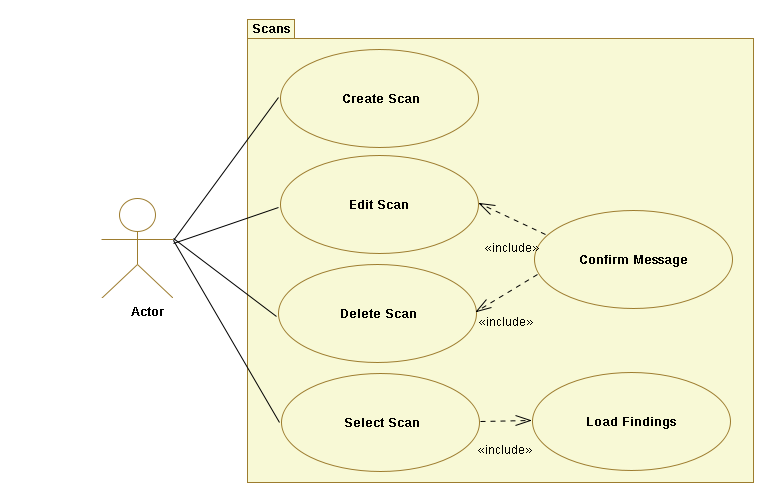 Scans
Create Scan
Edit Scan
«include»
Confirm Message
Actor
Delete Scan
«include»
Select Scan
Load Findings
«include»